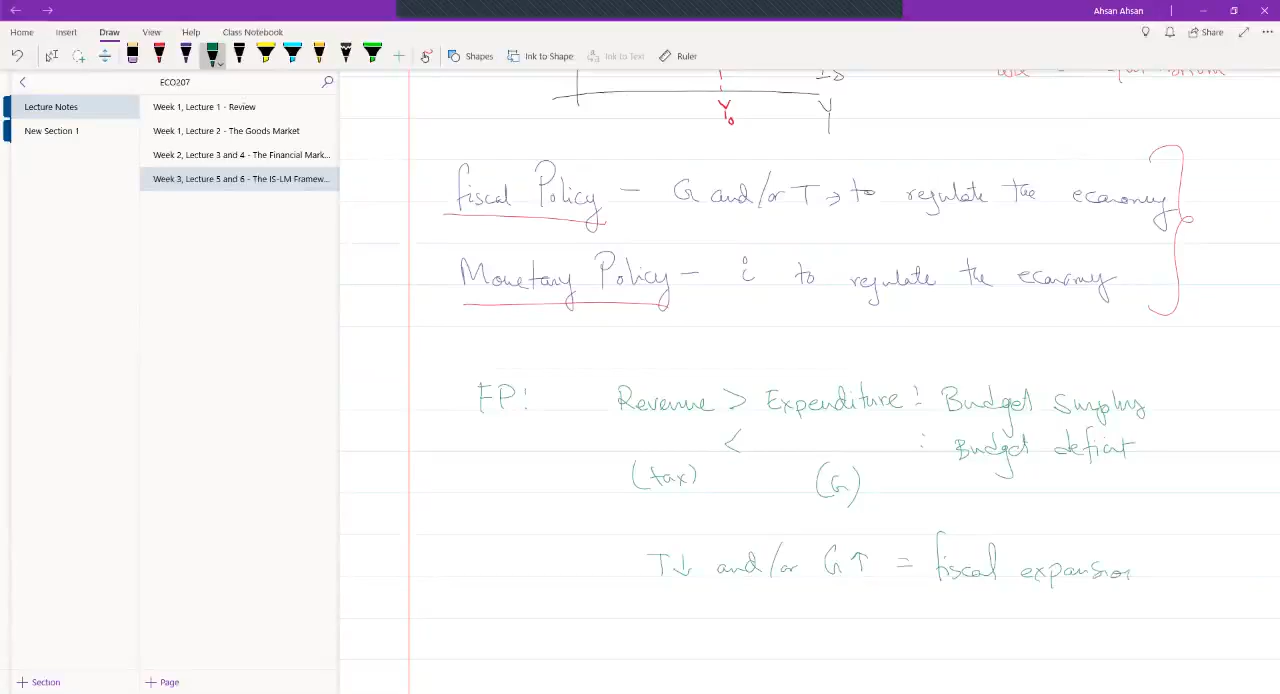 Ahsan Ahsan
Home Insert Draw View Help Class Notebook
Share
Shapes Ink to Shape Ink to Text Ruler
ECO207
Lecture Notes
New Section 1
Week 1, Lecture 1 - Review
Week 1, Lecture 2 - The Goods Market
Week 2, Lecture 3 and 4 - The Financial Mark...
Week 3, Lecture 5 and 6 - The IS-LM Framew...
Y₀ Y
Fiscal Policy - G and/or T → to regulate the economy
Monetary Policy - i to regulate the economy
FP: Revenue > Expenditure : Budget Surplus
< : Budget deficit
(tax) (G)
T↓ and/or G↑ = fiscal expansion
+ Section
+ Page